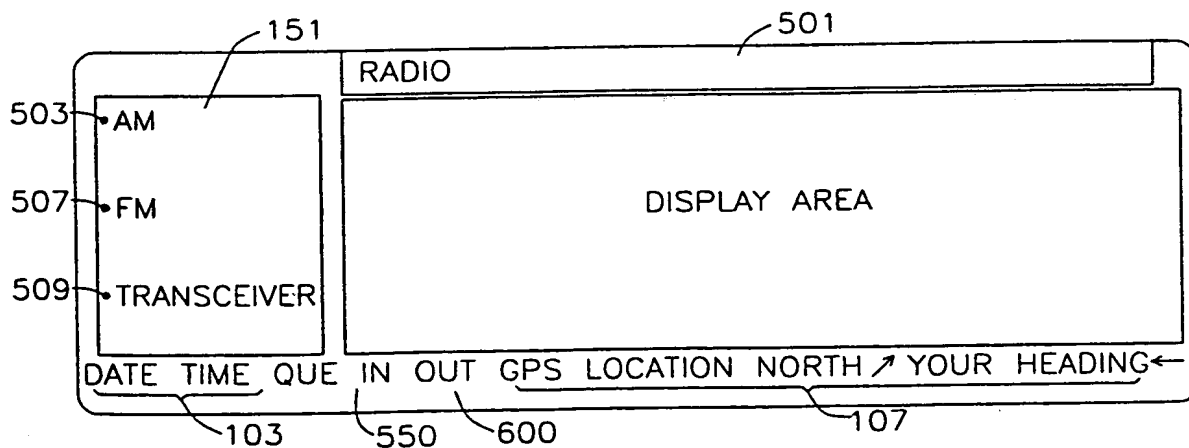 151
501
RADIO
503 AM
507 FM
DISPLAY AREA
509 TRANSCEIVER
DATE TIME QUE IN OUT GPS LOCATION NORTH ↗ YOUR HEADING ←
103 550 600 107